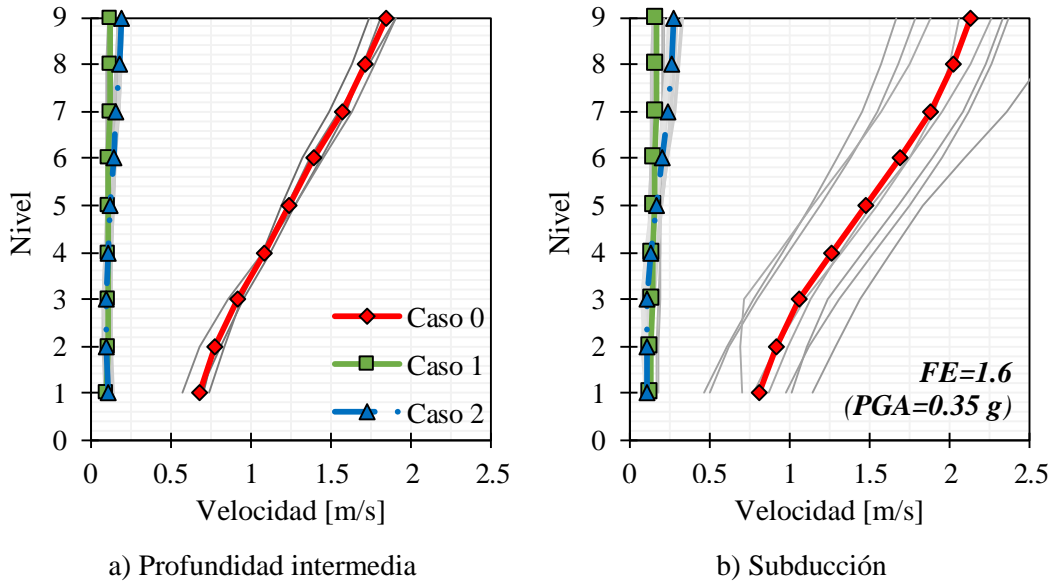 9
8
7
6
5
4
3
2
1
0
Nivel
0
0.5
1
1.5
2
2.5
Velocidad [m/s]
Caso 0
Caso 1
Caso 2
a) Profundidad intermedia
9
8
7
6
5
4
3
2
1
0
Nivel
0
0.5
1
1.5
2
2.5
Velocidad [m/s]
FE=1.6
(PGA=0.35 g)
b) Subducción